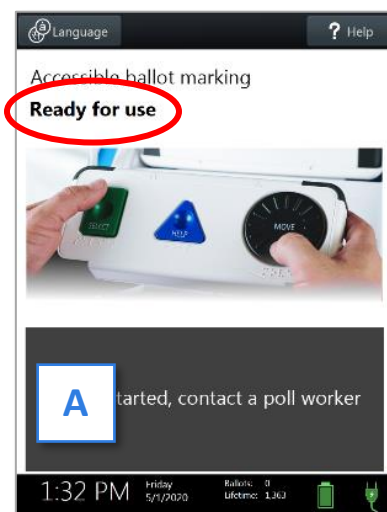 Language
? Help
Accessible ballot marking
Ready for use
SELECT
HELP
MOVE
A
tarted, contact a poll worker
1:32 PM
Friday
5/1/2020
Ballots: 0
Lifetime: 1,363